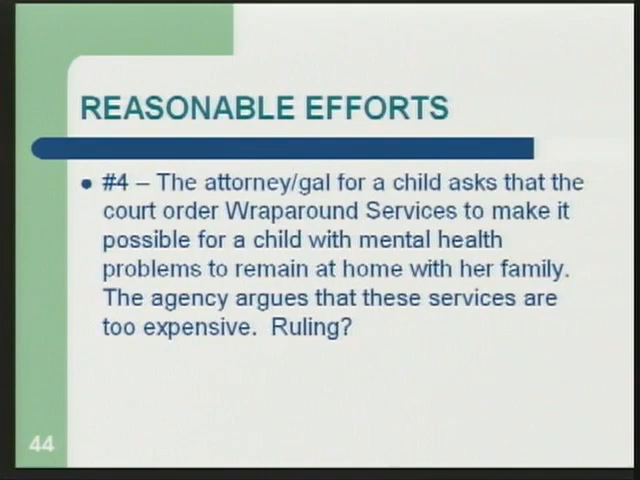 REASONABLE EFFORTS
● #4 – The attorney/gal for a child asks that the
court order Wraparound Services to make it
possible for a child with mental health
problems to remain at home with her family.
The agency argues that these services are
too expensive.  Ruling?
44